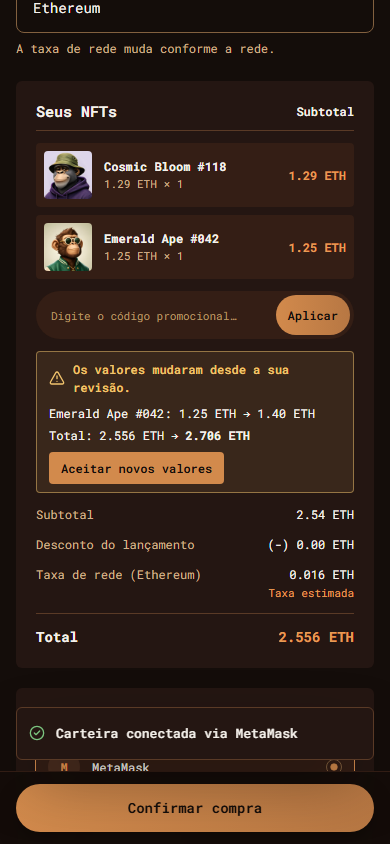 Ethereum
A taxa de rede muda conforme a rede.
Seus NFTs
Subtotal
Cosmic Bloom #118
1.29 ETH × 1
1.29 ETH
Emerald Ape #042
1.25 ETH × 1
1.25 ETH
Digite o código promocional…
Aplicar
Os valores mudaram desde a sua
revisão.
Emerald Ape #042: 1.25 ETH → 1.40 ETH
Total: 2.556 ETH → 2.706 ETH
Aceitar novos valores
Subtotal
2.54 ETH
Desconto do lançamento
(-) 0.00 ETH
Taxa de rede (Ethereum)
0.016 ETH
Taxa estimada
Total
2.556 ETH
Carteira conectada via MetaMask
M
MetaMask
Confirmar compra